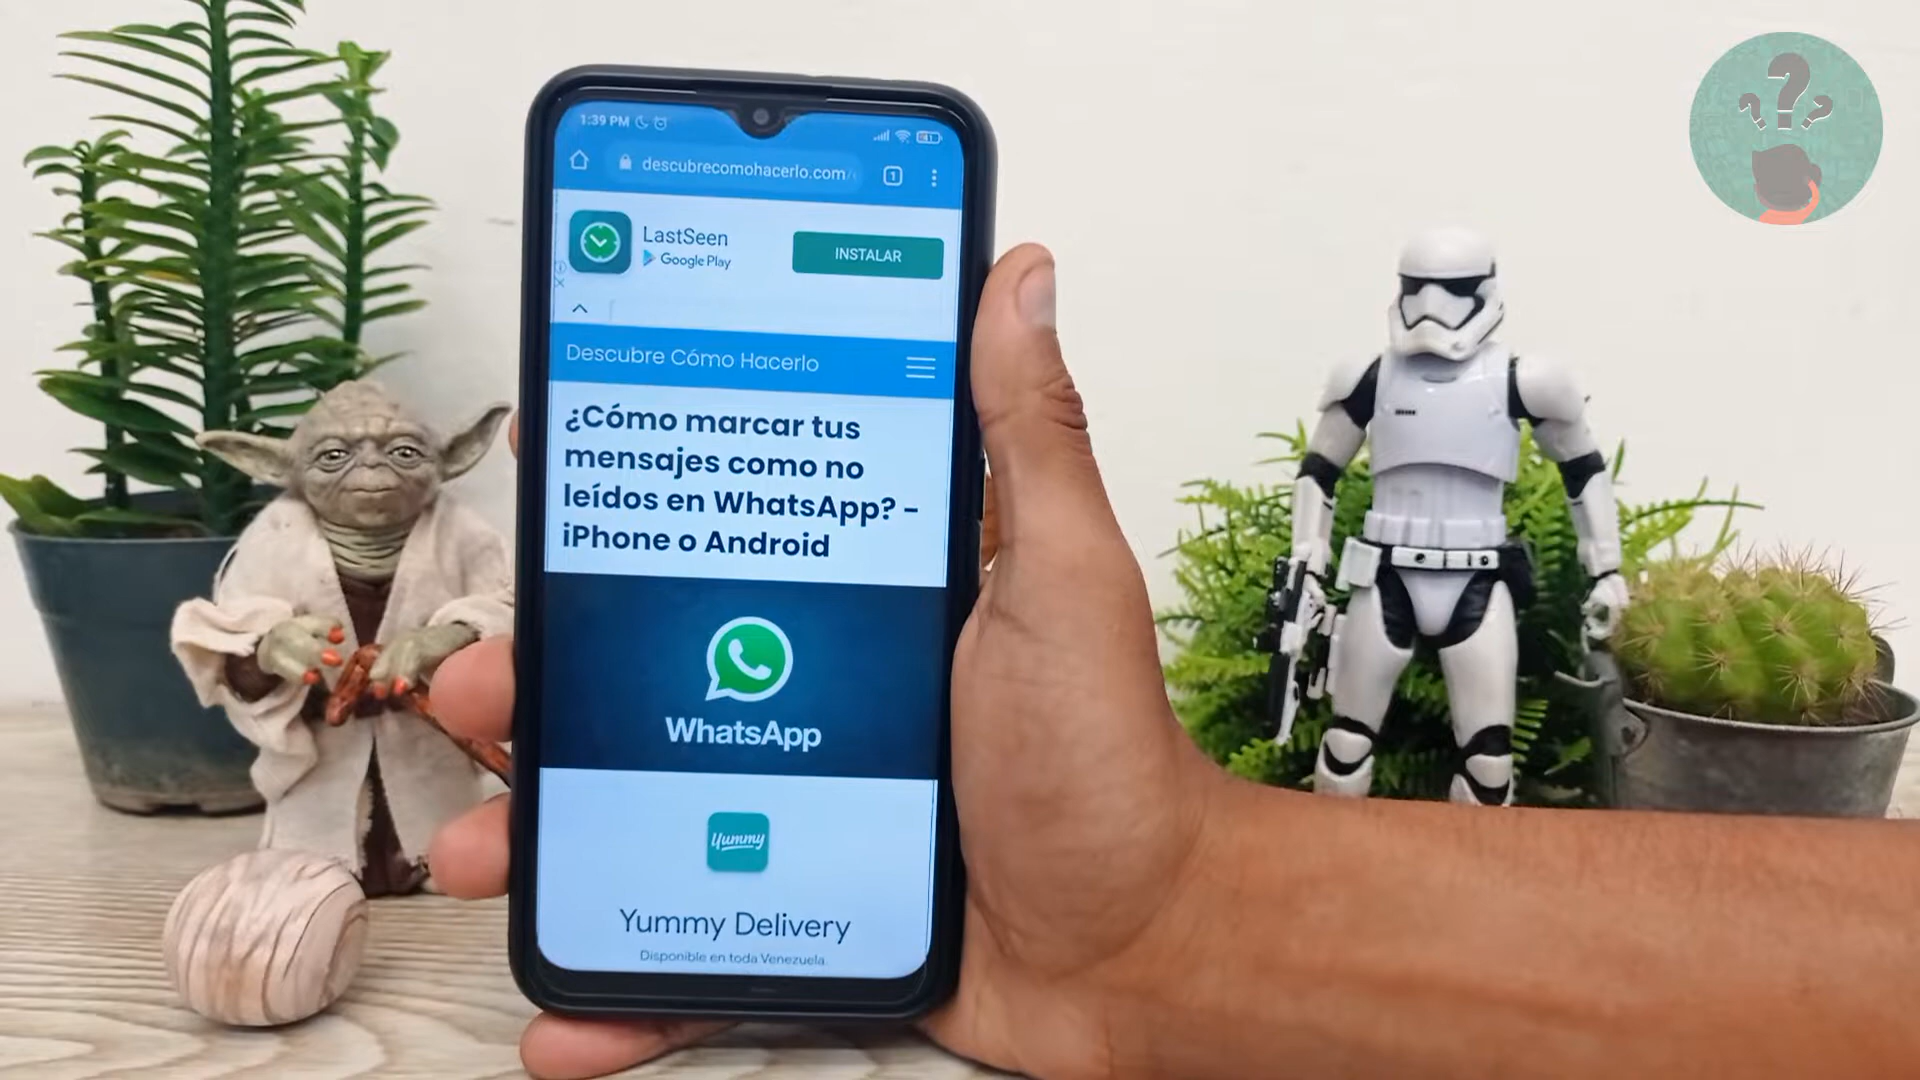 1:39 PM
descubrecomohacerlo.com/
1
LastSeen
Google Play
INSTALAR
Descubre Cómo Hacerlo
¿Cómo marcar tus
mensajes como no
leídos en WhatsApp? -
iPhone o Android
WhatsApp
Yummy
Yummy Delivery
Disponible en toda Venezuela.